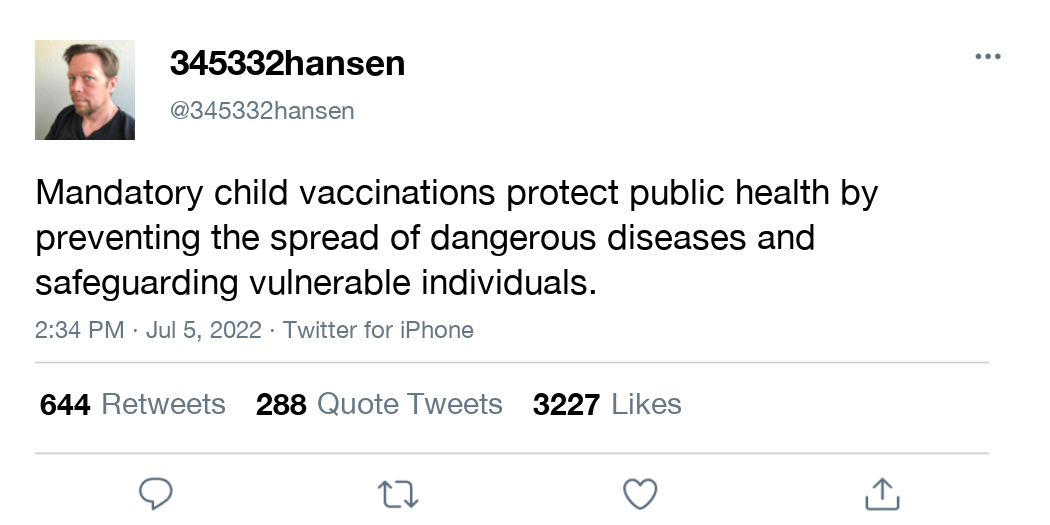 345332hansen
@345332hansen
Mandatory child vaccinations protect public health by
preventing the spread of dangerous diseases and
safeguarding vulnerable individuals.
2:34 PM · Jul 5, 2022 · Twitter for iPhone
644 Retweets 288 Quote Tweets 3227 Likes